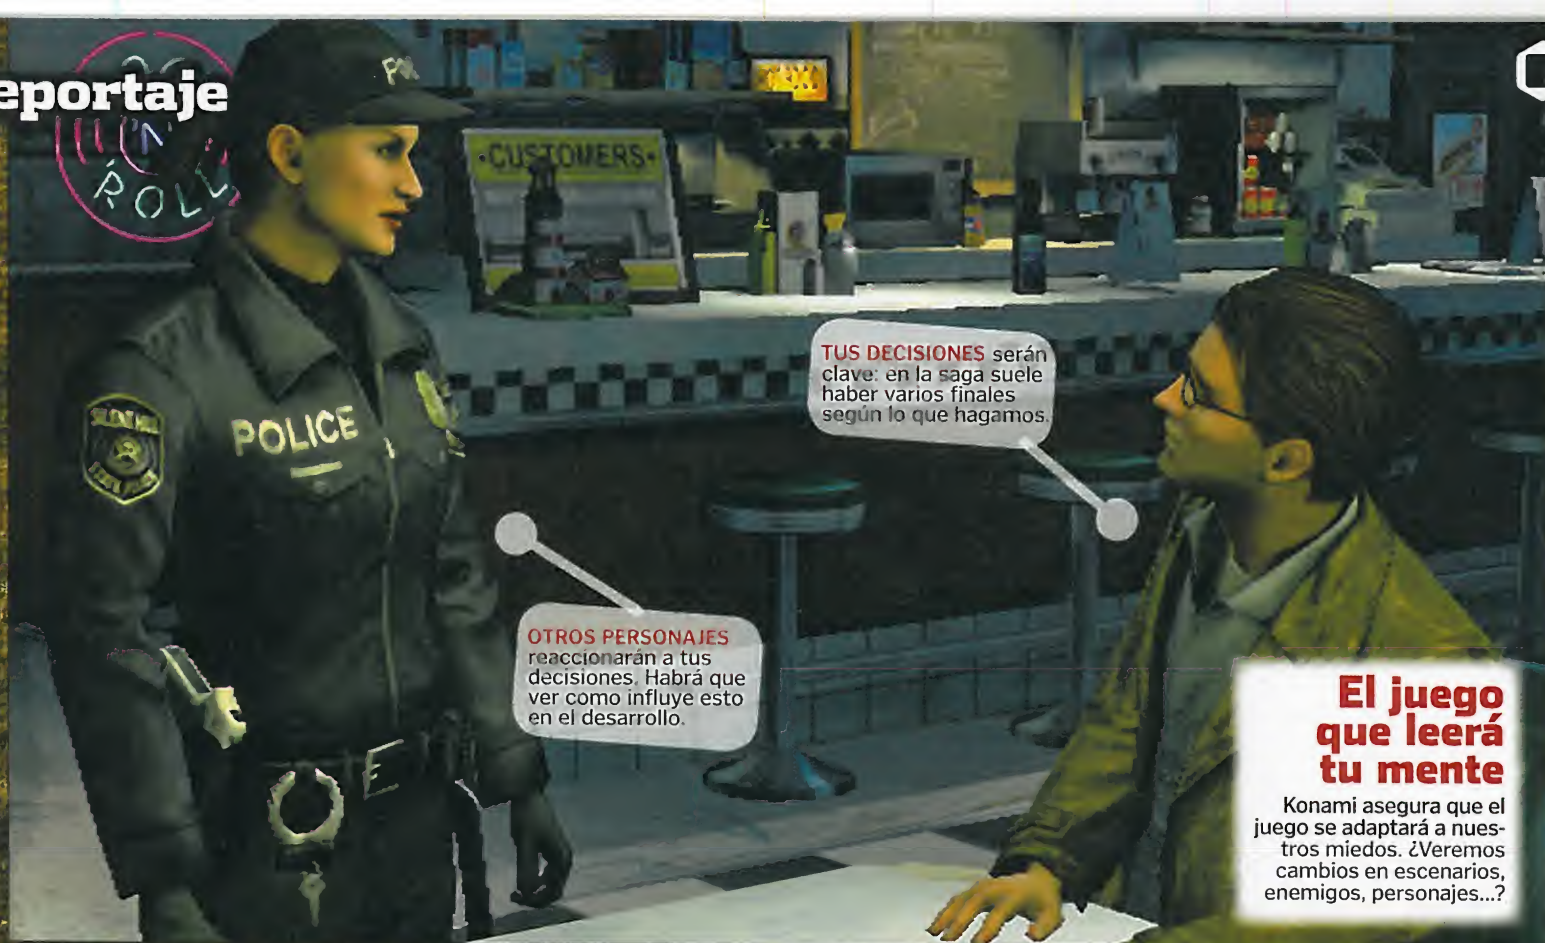 eportaje
'N'
ROLL
PO
•CUSTOMERS•
POLICE
TUS DECISIONES serán
clave: en la saga suele
haber varios finales
según lo que hagamos.
OTROS PERSONAJES
reaccionarán a tus
decisiones. Habrá que
ver como influye esto
en el desarrollo.
El juego
que leerá
tu mente
Konami asegura que el
juego se adaptará a nues-
tros miedos. ¿Veremos
cambios en escenarios,
enemigos, personajes...?